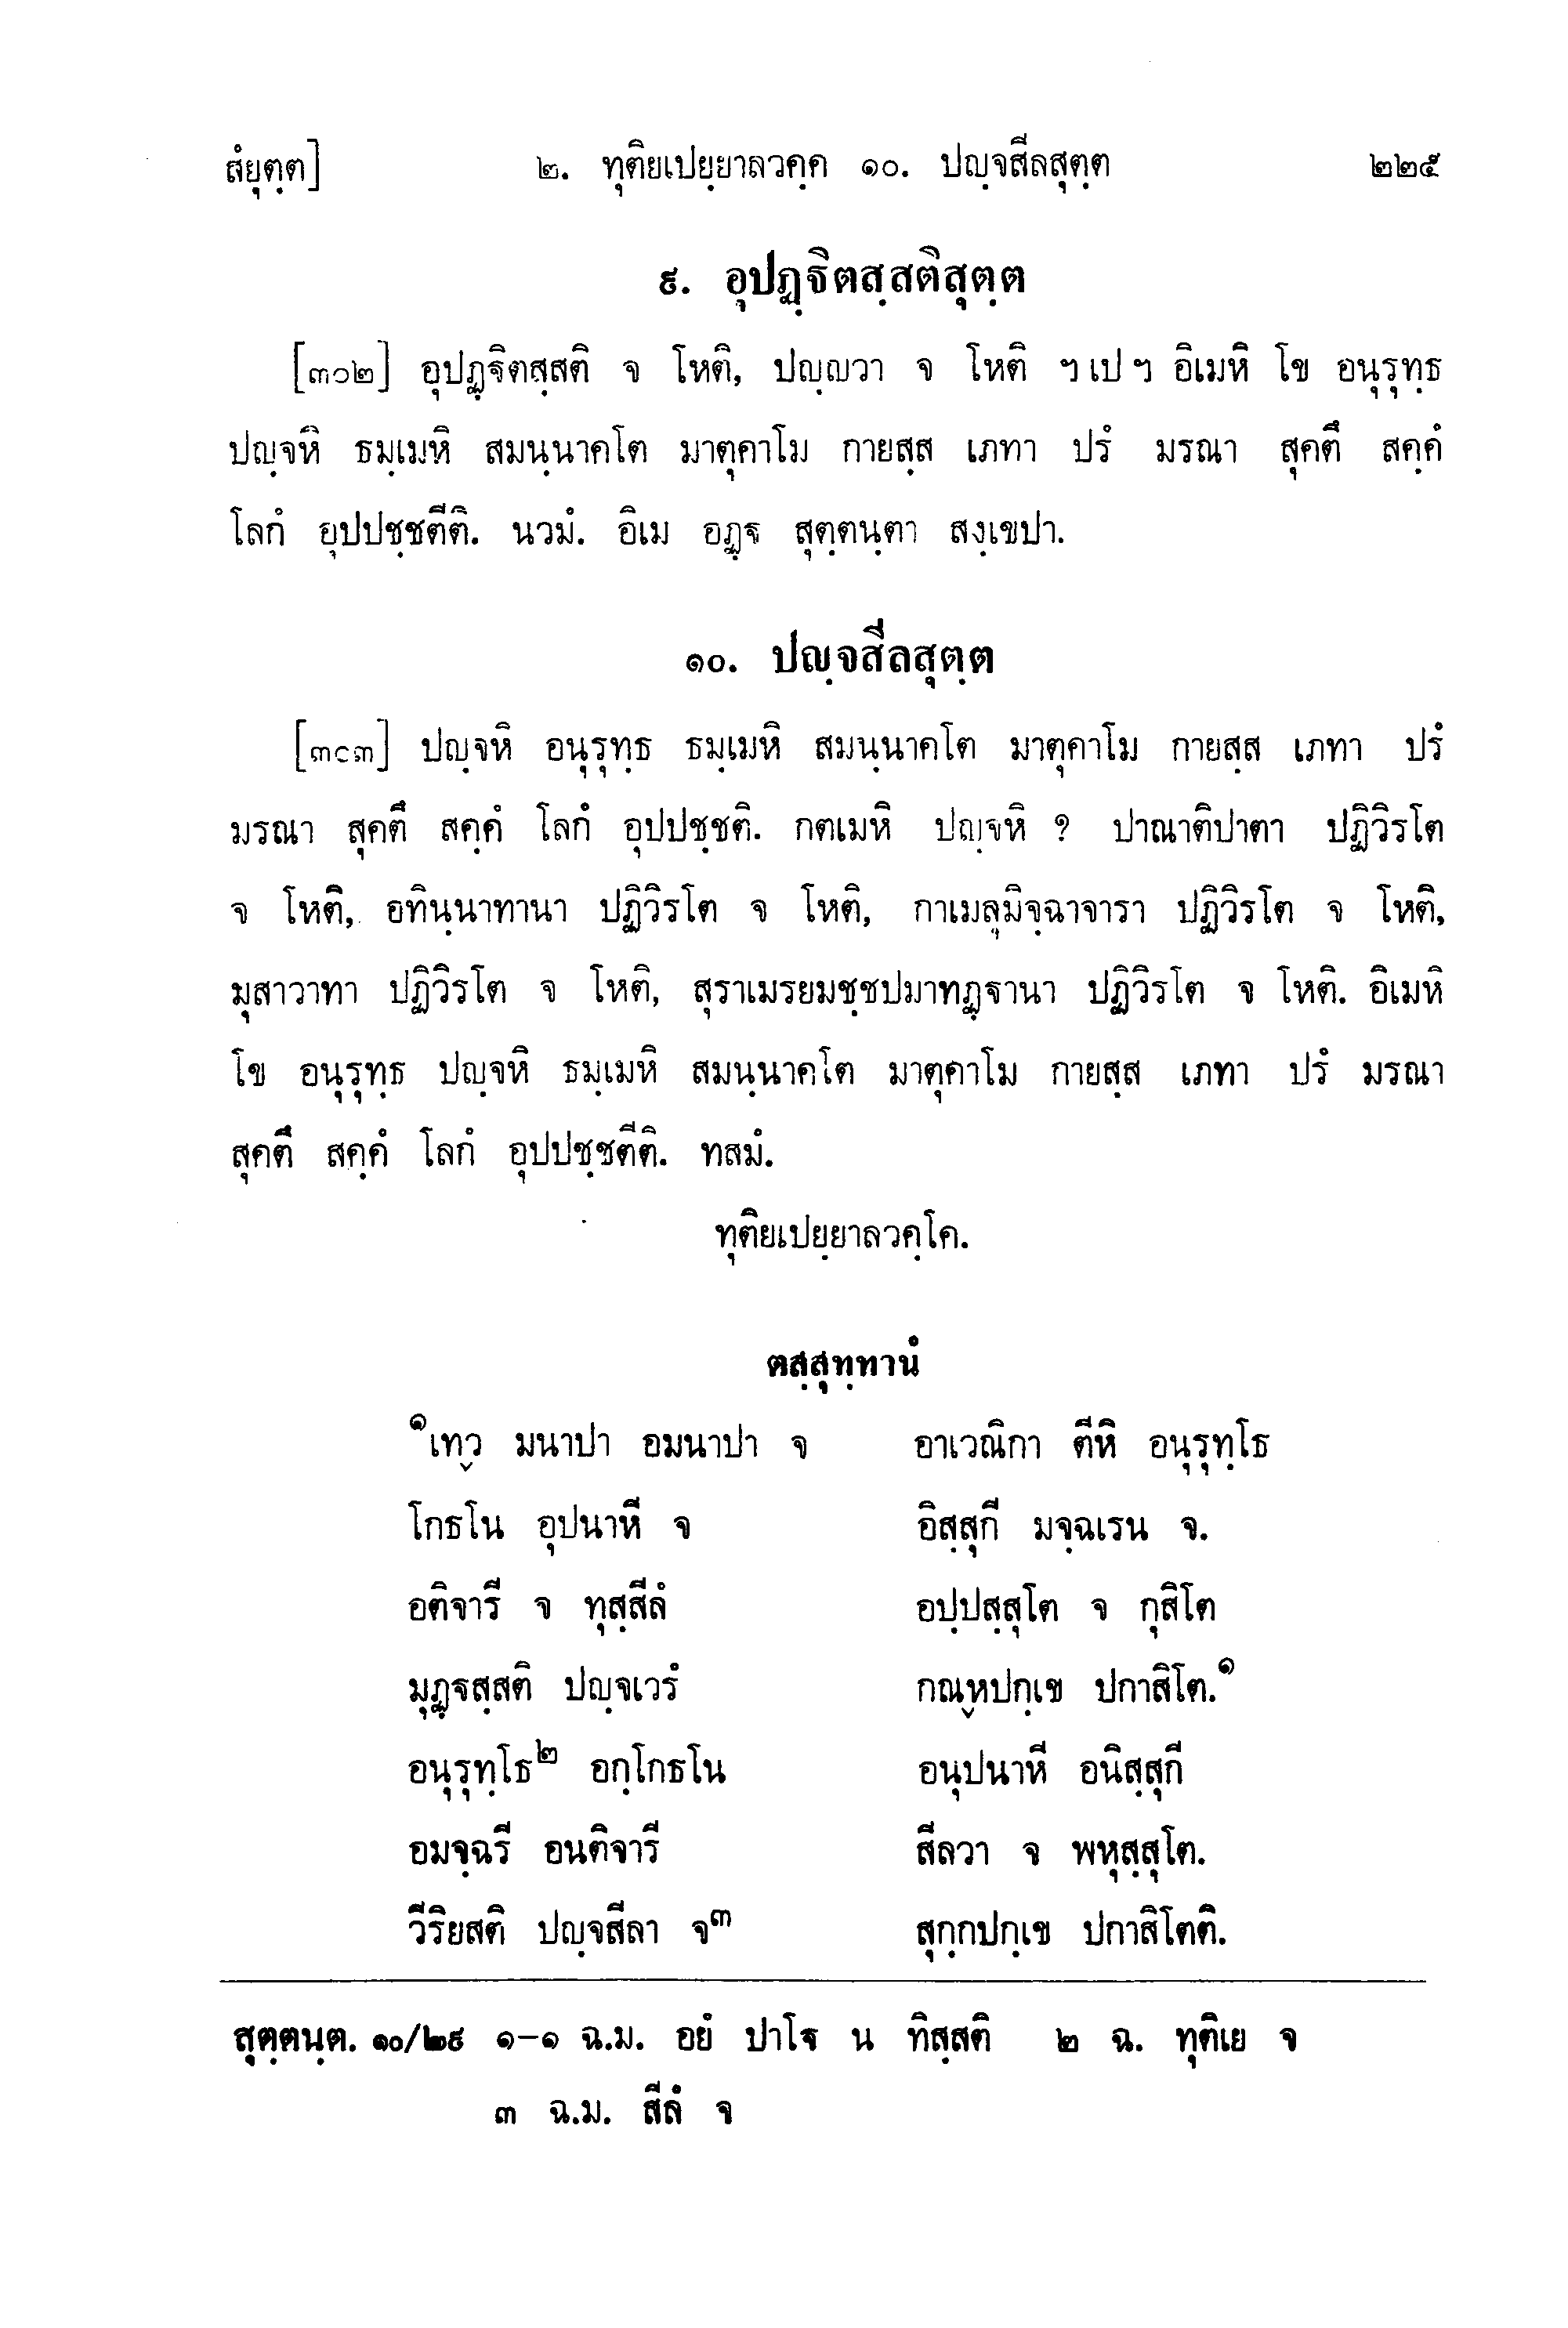 สํยุตฺต] ๒. ทุติยเปยฺยาลวคฺค ๑๐. ปญฺจสีลสุตฺต ๒๒๕
๙. อุปฏฺฐิตสฺสติสุตฺต
[๓๐๒] อุปฏฺฐิตสฺสติ จ โหติ, ปญฺญวา จ โหติ ฯ เป ฯ อิเมหิ โข อนุรุทฺธ
ปญฺจหิ ธมฺเมหิ สมนฺนาคโต มาตุคาโม กายสฺส เภทา ปรํ มรณา สุคตึ สคฺคํ
โลกํ อุปปชฺชตีติ. นวมํ. อิเม อฏฺฐ สุตฺตนฺตา สงฺเขปา.
๑๐. ปญฺจสีลสุตฺต
[๓๐๓] ปญฺจหิ อนุรุทฺธ ธมฺเมหิ สมนฺนาคโต มาตุคาโม กายสฺส เภทา ปรํ
มรณา สุคตึ สคฺคํ โลกํ อุปปชฺชติ. กตเมหิ ปญฺจหิ ? ปาณาติปาตา ปฏิวิรโต
จ โหติ, อทินฺนาทานา ปฏิวิรโต จ โหติ, กาเมสุมิจฺฉาจารา ปฏิวิรโต จ โหติ,
มุสาวาทา ปฏิวิรโต จ โหติ, สุราเมรยมชฺชปมาทฏฺฐานา ปฏิวิรโต จ โหติ. อิเมหิ
โข อนุรุทฺธ ปญฺจหิ ธมฺเมหิ สมนฺนาคโต มาตุคาโม กายสฺส เภทา ปรํ มรณา
สุคตึ สคฺคํ โลกํ อุปปชฺชตีติ. ทสมํ.
ทุติยเปยฺยาลวคฺโค.
ตสฺสุทฺทานํ
๑เทฺว มนาปา อมนาปา จ อาเวณิกา ตีหิ อนุรุทฺโธ
โกธโน อุปนาหี จ อิสฺสุกี มจฺฉเรน จ.
อติจารี จ ทุสฺสีลํ อปฺปสฺสุโต จ กุสิโต
มุฏฺฐสฺสติ ปญฺจเวรํ กณฺหปกฺเข ปกาสิโต.๑
อนุรุทฺโธ๒ อกฺโกธโน อนุปนาหี อนิสฺสุกี
อมจฺฉรี อนติจารี สีลวา จ พหุสฺสุโต.
วีริยสติ ปญฺจสีลา จ๓ สุกฺกปกฺเข ปกาสิโตติ.
สุตฺตนฺต. ๑๐/๒๙ ๑-๑ ฉ.ม. อยํ ปาโฐ น ทิสฺสติ ๒ ฉ. ทุติเย จ
๓ ฉ.ม. สีลํ จ